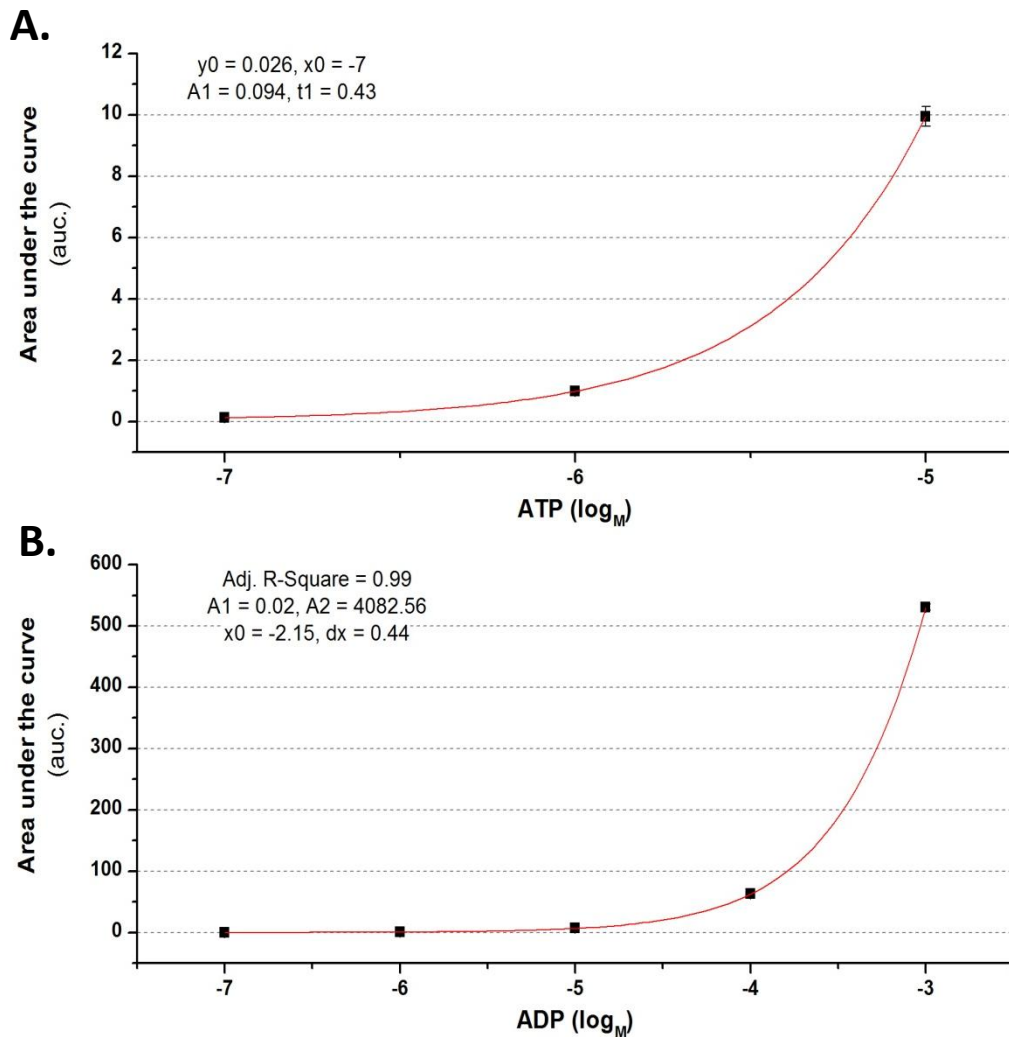 A.
y0 = 0.026, x0 = -7
A1 = 0.094, t1 = 0.43
12
10
8
6
4
2
0
Area under the curve
(auc.)
-7
-6
-5
ATP (log_M)
B.
Adj. R-Square = 0.99
A1 = 0.02, A2 = 4082.56
x0 = -2.15, dx = 0.44
600
500
400
300
200
100
0
Area under the curve
(auc.)
-7
-6
-5
-4
-3
ADP (log_M)